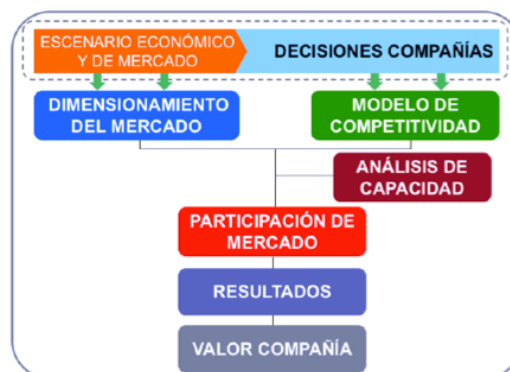 ESCENARIO ECONÓMICO
Y DE MERCADO
DECISIONES COMPAÑÍAS
DIMENSIONAMIENTO
DEL MERCADO
MODELO DE
COMPETITIVIDAD
ANÁLISIS DE
CAPACIDAD
PARTICIPACIÓN DE
MERCADO
RESULTADOS
VALOR COMPAÑÍA